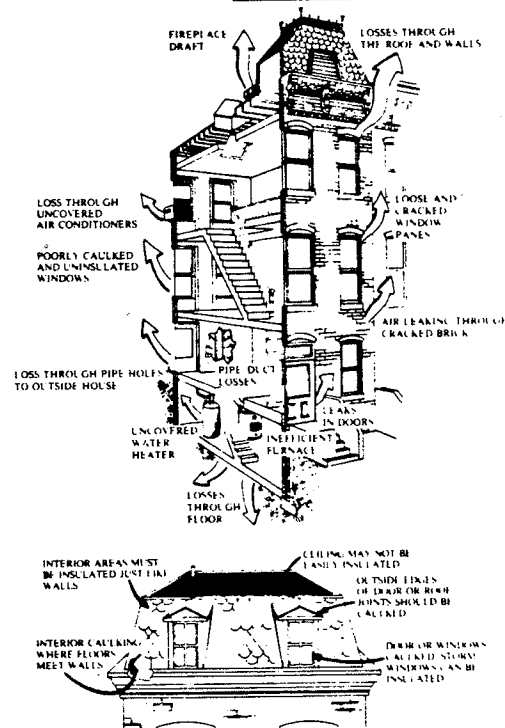 FIREPLACE
DRAFT
LOSSES THROUGH
THE ROOF AND WALLS
LOSS THROUGH
UNCOVERED
AIR CONDITIONERS
LOOSE AND
CRACKED
WINDOW
PANES
POORLY CAULKED
AND UNINSULATED
WINDOWS
AIR LEAKING THROUGH
CRACKED BRICK
LOSS THROUGH PIPE HOLES
TO OUTSIDE HOUSE
PIPE DUCT
LOSSES
LEAKS
IN DOORS
UNCOVERED
WATER
HEATER
INEFFICIENT
FURNACE
LOSSES
THROUGH
FLOOR
INTERIOR AREAS MUST
BE INSULATED JUST LIKE
WALLS
CEILING MAY NOT BE
EASILY INSULATED
OUTSIDE EDGES
OF DOOR OR ROOF
JOINTS SHOULD BE
CAULKED
INTERIOR CAULKING
WHERE FLOORS
MEET WALLS
DOOR OR WINDOWS
CAULKED STORM
WINDOWS CAN BE
INSULATED